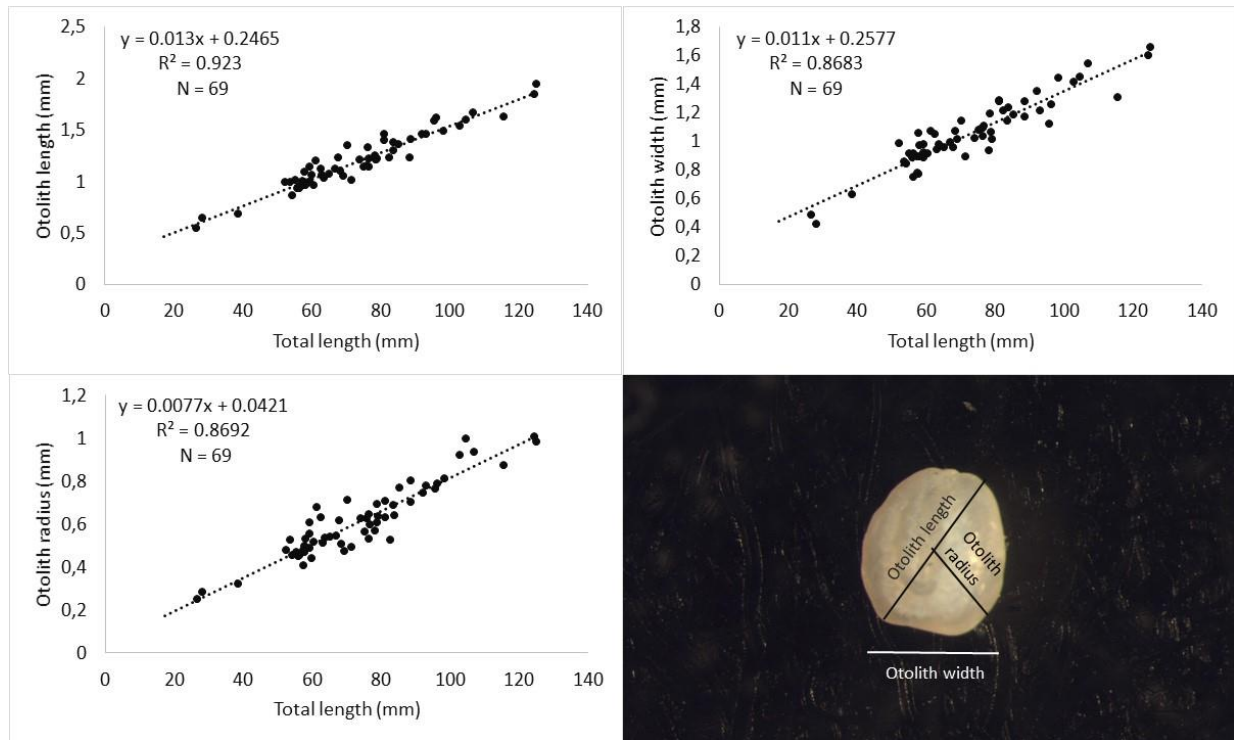 y = 0.013x + 0.2465
R² = 0.923
N = 69
2,5
2
1,5
1
0,5
0
Otolith length (mm)
0 20 40 60 80 100 120 140
Total length (mm)
y = 0.011x + 0.2577
R² = 0.8683
N = 69
1,8
1,6
1,4
1,2
1
0,8
0,6
0,4
0,2
0
Otolith width (mm)
0 20 40 60 80 100 120 140
Total length (mm)
y = 0.0077x + 0.0421
R² = 0.8692
N = 69
1,2
1
0,8
0,6
0,4
0,2
0
Otolith radius (mm)
0 20 40 60 80 100 120 140
Total length (mm)
Otolith length
Otolith
radius
Otolith width